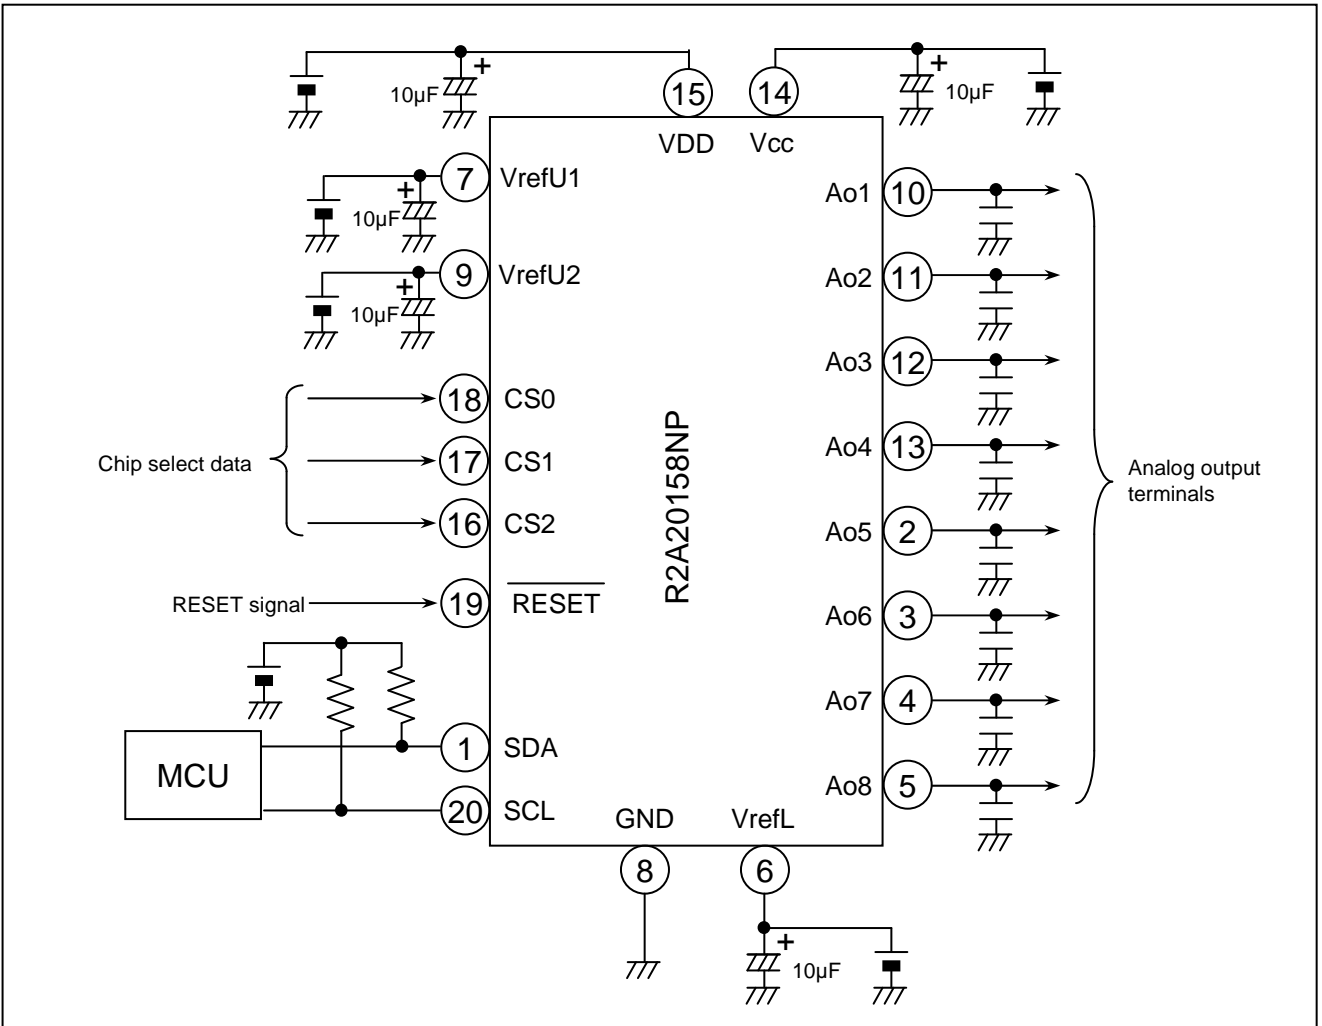 +
10µF
15
VDD
14
Vcc
+
10µF
7
VrefU1
+
10µF
9
VrefU2
+
10µF
Chip select data
18
CS0
17
CS1
16
CS2
RESET signal
19
RESET
MCU
1
SDA
20
SCL
R2A20158NP
Ao1
10
Ao2
11
Ao3
12
Ao4
13
Ao5
2
Ao6
3
Ao7
4
Ao8
5
Analog output
terminals
GND
8
VrefL
6
+
10µF